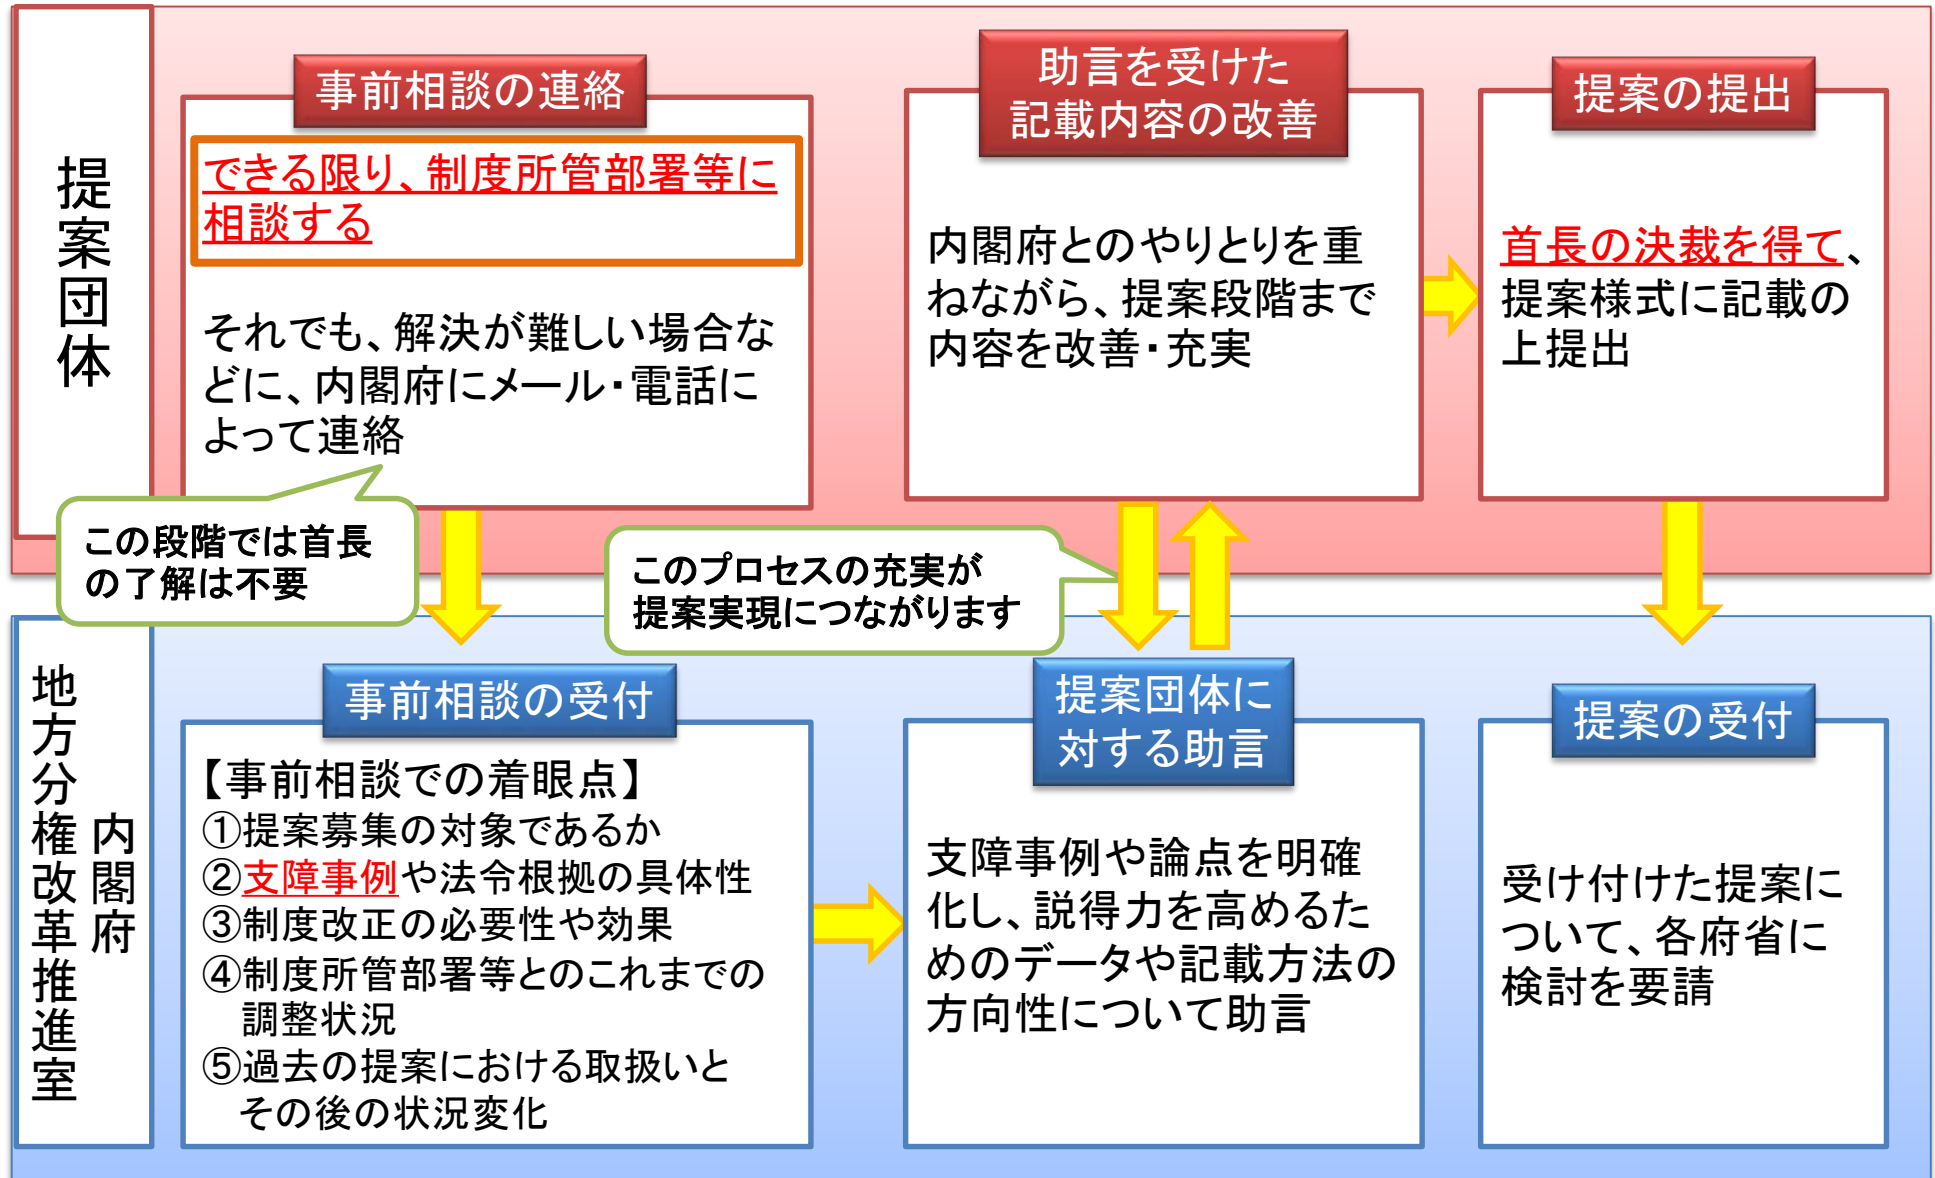 提案団体
事前相談の連絡
できる限り、制度所管部署等に
相談する
それでも、解決が難しい場合な
どに、内閣府にメール・電話に
よって連絡
この段階では首長
の了解は不要
助言を受けた
記載内容の改善
内閣府とのやりとりを重
ねながら、提案段階まで
内容を改善・充実
このプロセスの充実が
提案実現につながります
提案の提出
首長の決裁を得て、
提案様式に記載の
上提出
内閣府
地方分権改革推進室
事前相談の受付
【事前相談での着眼点】
①提案募集の対象であるか
②支障事例や法令根拠の具体性
③制度改正の必要性や効果
④制度所管部署等とのこれまでの
調整状況
⑤過去の提案における取扱いと
その後の状況変化
提案団体に
対する助言
支障事例や論点を明確
化し、説得力を高めるた
めのデータや記載方法の
方向性について助言
提案の受付
受け付けた提案に
ついて、各府省に
検討を要請